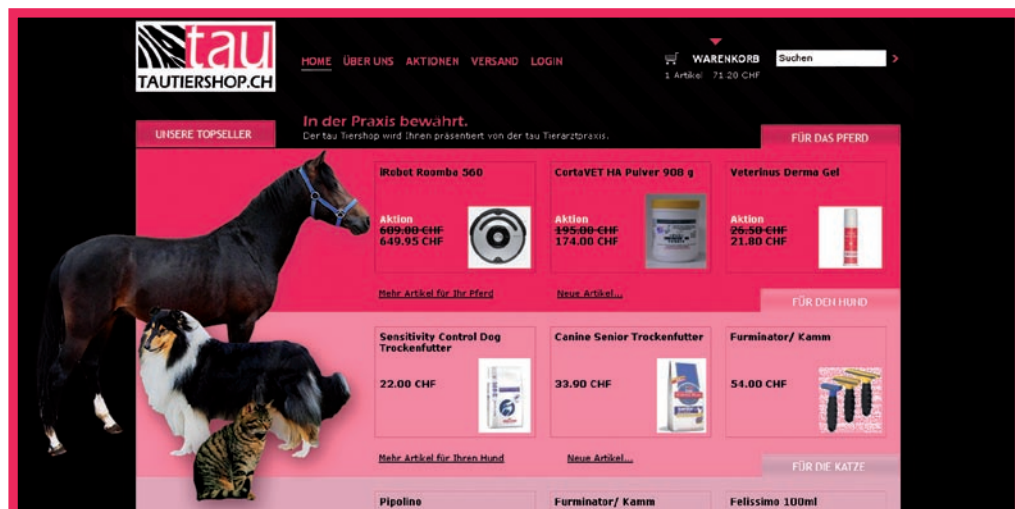 tau
TAUTIERSHOP.CH
HOME ÜBER UNS AKTIONEN VERSAND LOGIN
WARENKORB
1 Artikel 71.20 CHF
Suchen
In der Praxis bewährt.
Der tau Tiershop wird Ihnen präsentiert von der tau Tierarztpraxis.
UNSERE TOPSELLER
FÜR DAS PFERD
iRobot Roomba 560
Aktion
689.00 CHF
649.95 CHF
CortaVET HA Pulver 908 g
Aktion
195.00 CHF
174.00 CHF
Veterinus Derma Gel
Aktion
26.50 CHF
21.80 CHF
Mehr Artikel für Ihr Pferd
Neue Artikel...
FÜR DEN HUND
Sensitivity Control Dog
Trockenfutter
22.00 CHF
Canine Senior Trockenfutter
33.90 CHF
Furminator/ Kamm
54.00 CHF
Mehr Artikel für Ihren Hund
Neue Artikel...
FÜR DIE KATZE
Pipolino
Furminator/ Kamm
Felissimo 100ml